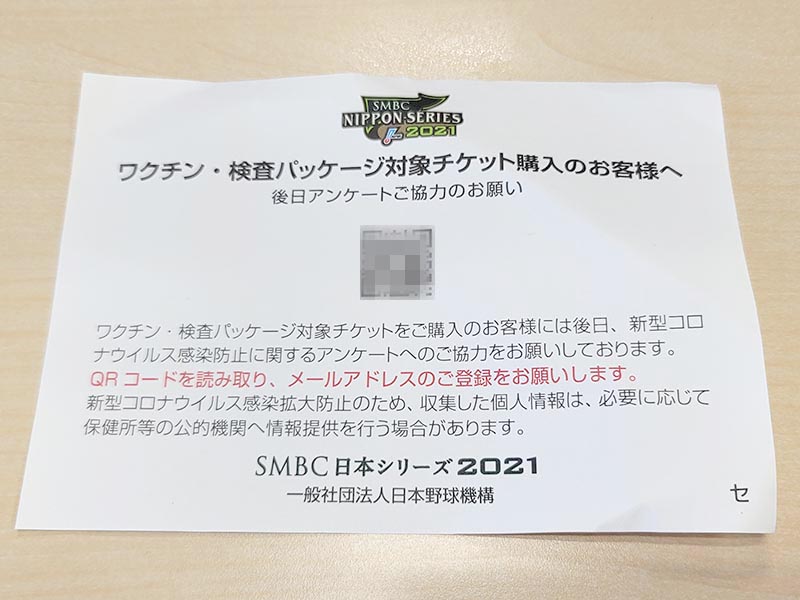 SMBC
NIPPON SERIES
2021
ワクチン・検査パッケージ対象チケット購入のお客様へ
後日アンケートご協力のお願い
ワクチン・検査パッケージ対象チケットをご購入のお客様には後日、新型コロ
ナウイルス感染防止に関するアンケートへのご協力をお願いしております。
QRコードを読み取り、メールアドレスのご登録をお願いします。
新型コロナウイルス感染拡大防止のため、収集した個人情報は、必要に応じて
保健所等の公的機関へ情報提供を行う場合があります。
SMBC 日本シリーズ 2021
一般社団法人日本野球機構
セ